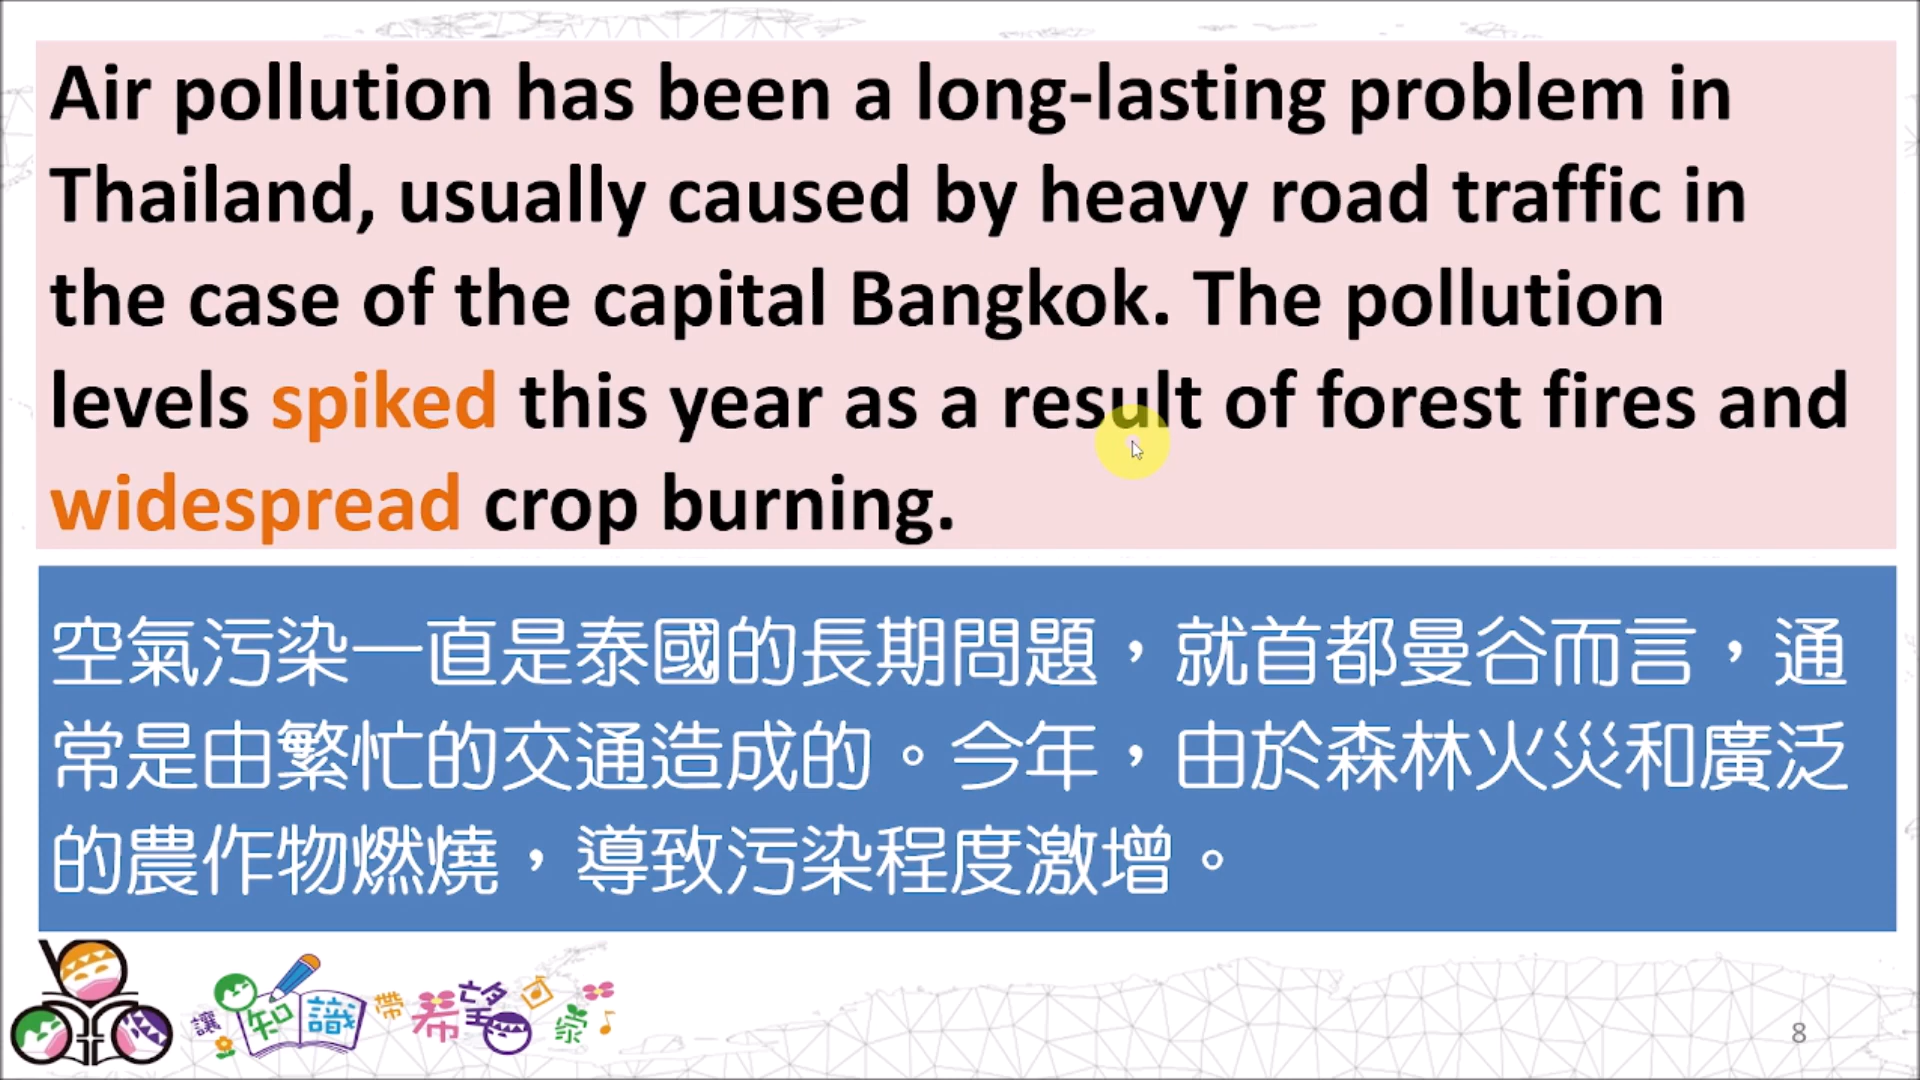 Air pollution has been a long-lasting problem in
Thailand, usually caused by heavy road traffic in
the case of the capital Bangkok. The pollution
levels spiked this year as a result of forest fires and
widespread crop burning.
空氣污染一直是泰國的長期問題，就首都曼谷而言，通
常是由繁忙的交通造成的。今年，由於森林火災和廣泛
的農作物燃燒，導致污染程度激增。
讓知識帶希望
8